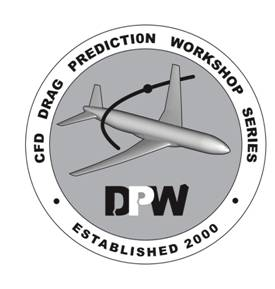 CFD DRAG PREDICTION WORKSHOP SERIES
DPW
• ESTABLISHED 2000 •